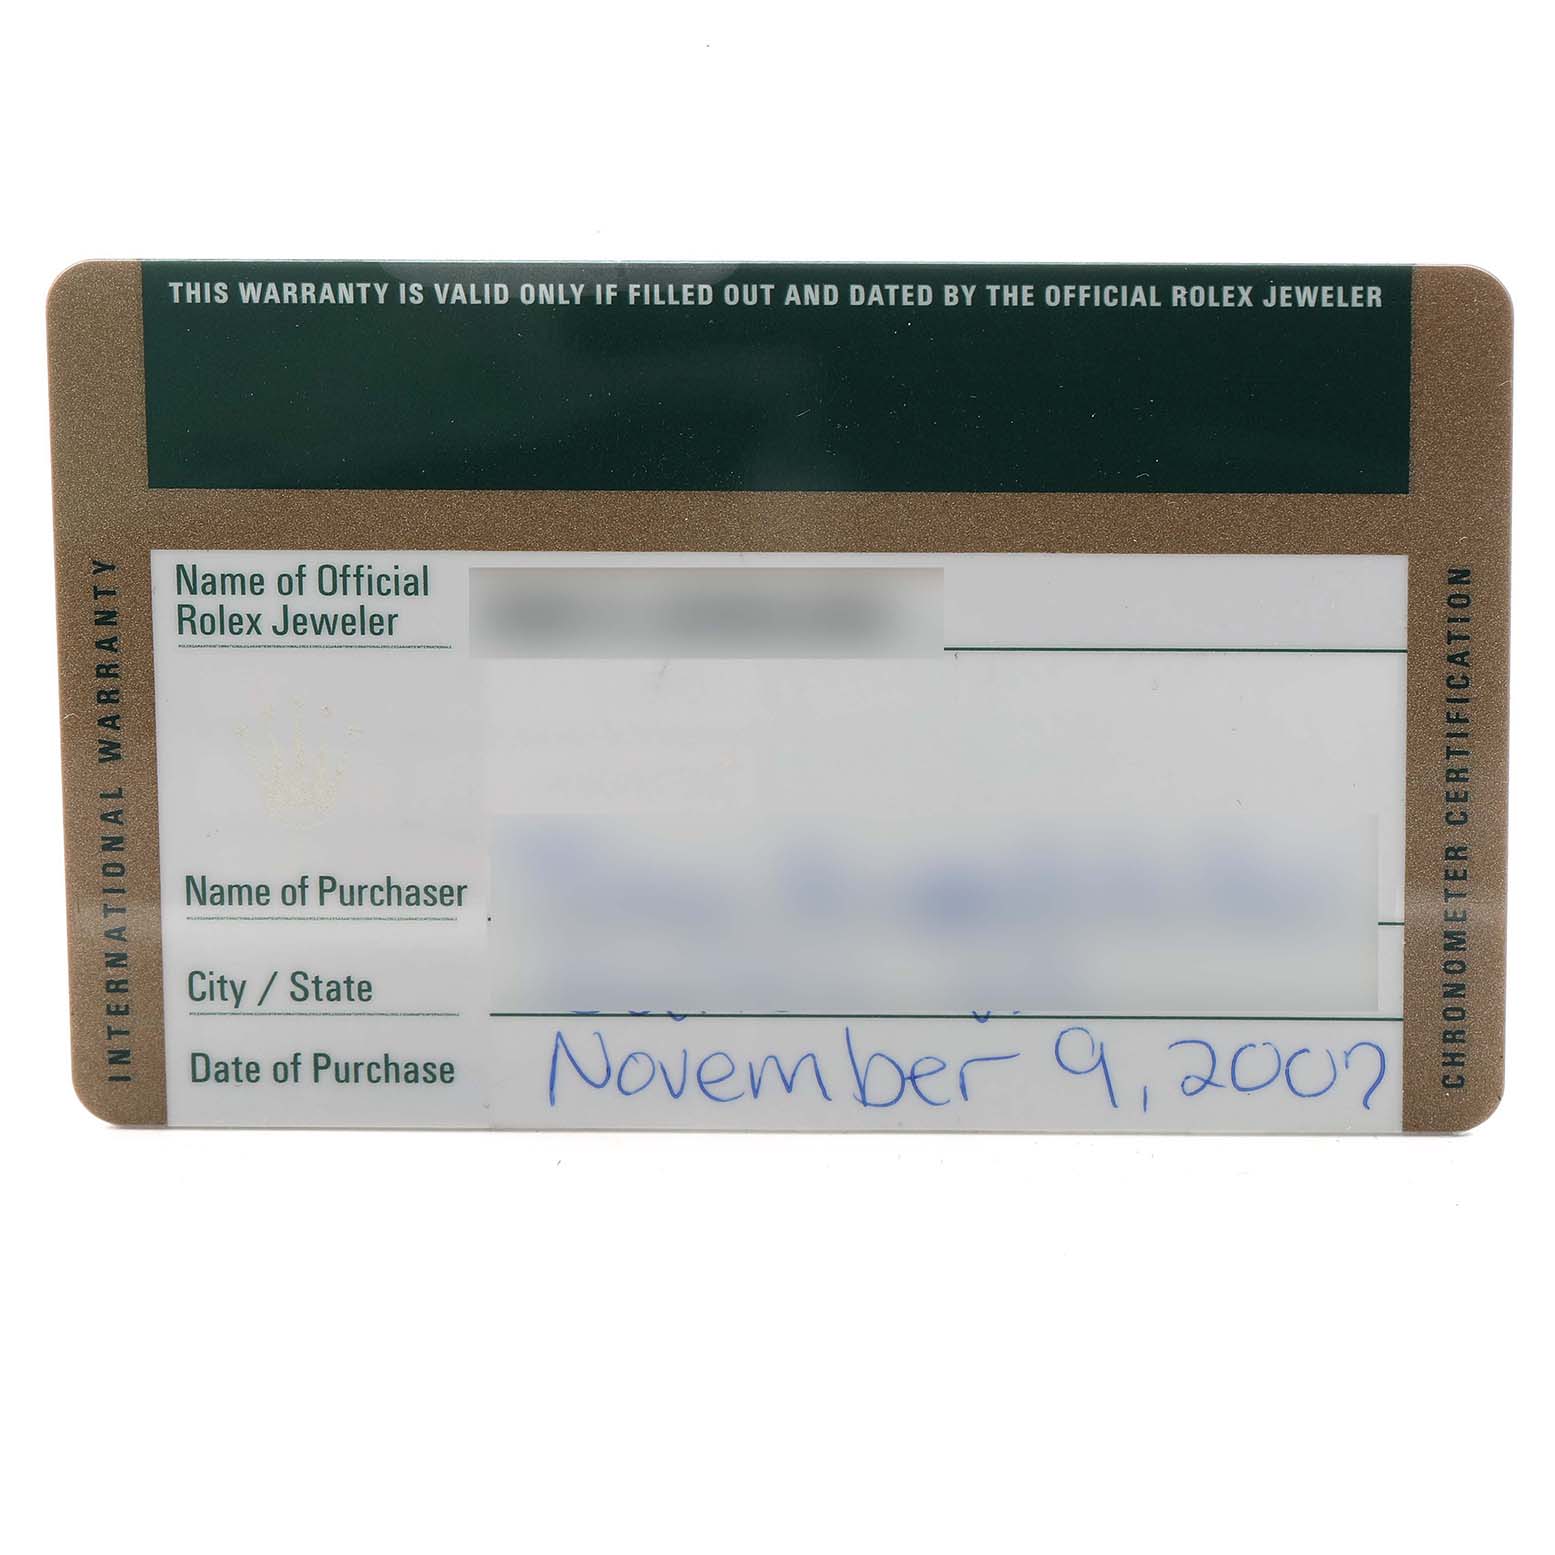 THIS WARRANTY IS VALID ONLY IF FILLED OUT AND DATED BY THE OFFICIAL ROLEX JEWELER
INTERNATIONAL WARRANTY
Name of Official
Rolex Jeweler
Name of Purchaser
City / State
Date of Purchase November 9, 2007
CHRONOMETER CERTIFICATION